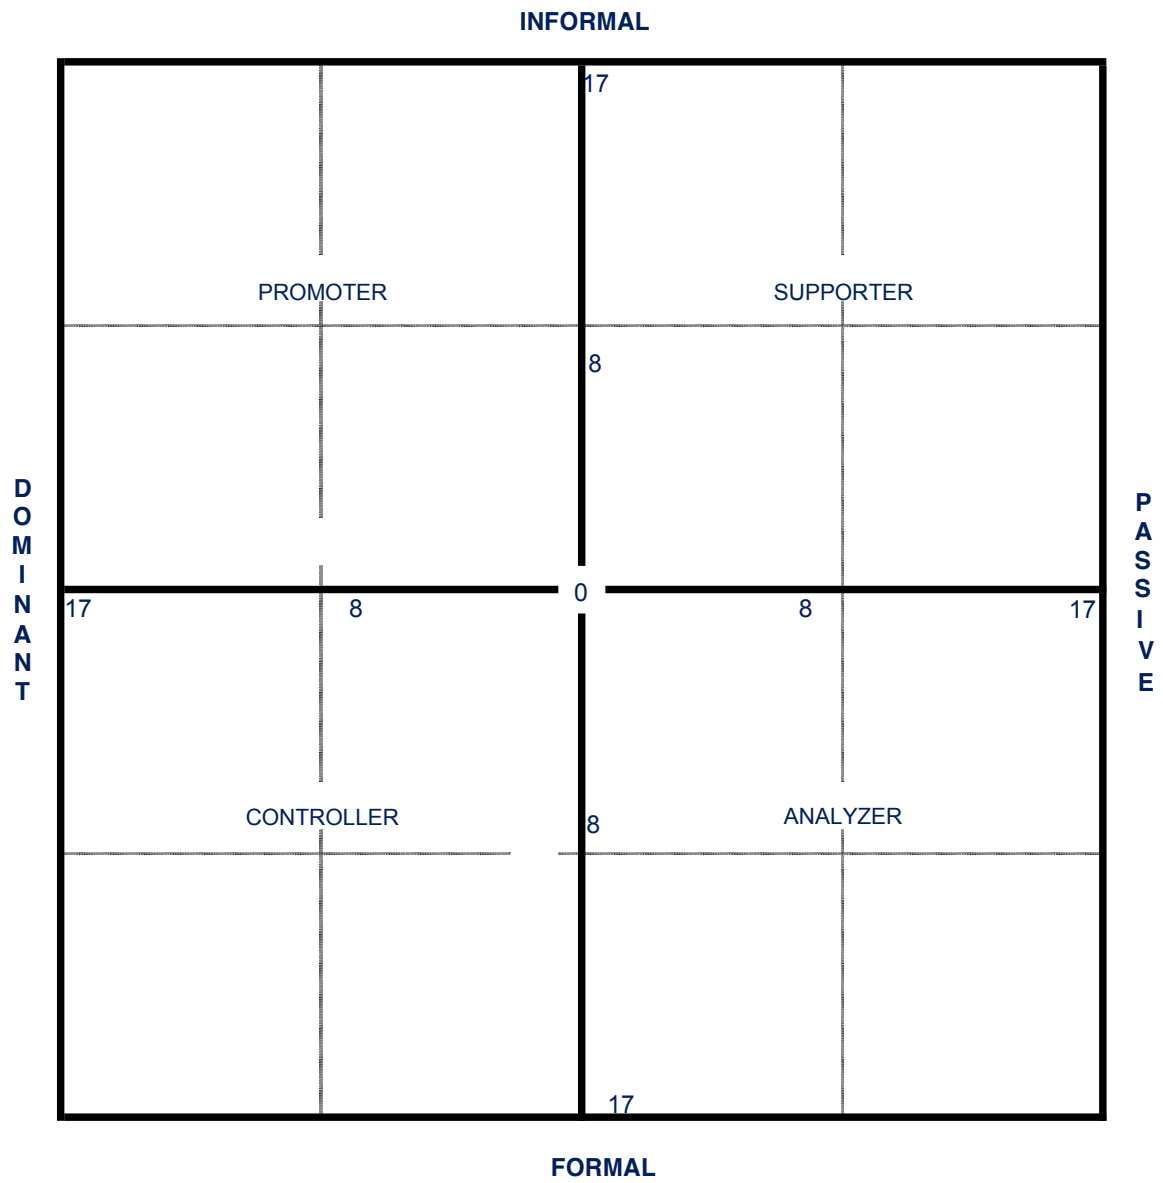 INFORMAL
17
PROMOTER
SUPPORTER
8
DOMINANT
PASSIVE
0
17
8
8
17
CONTROLLER
ANALYZER
8
17
FORMAL